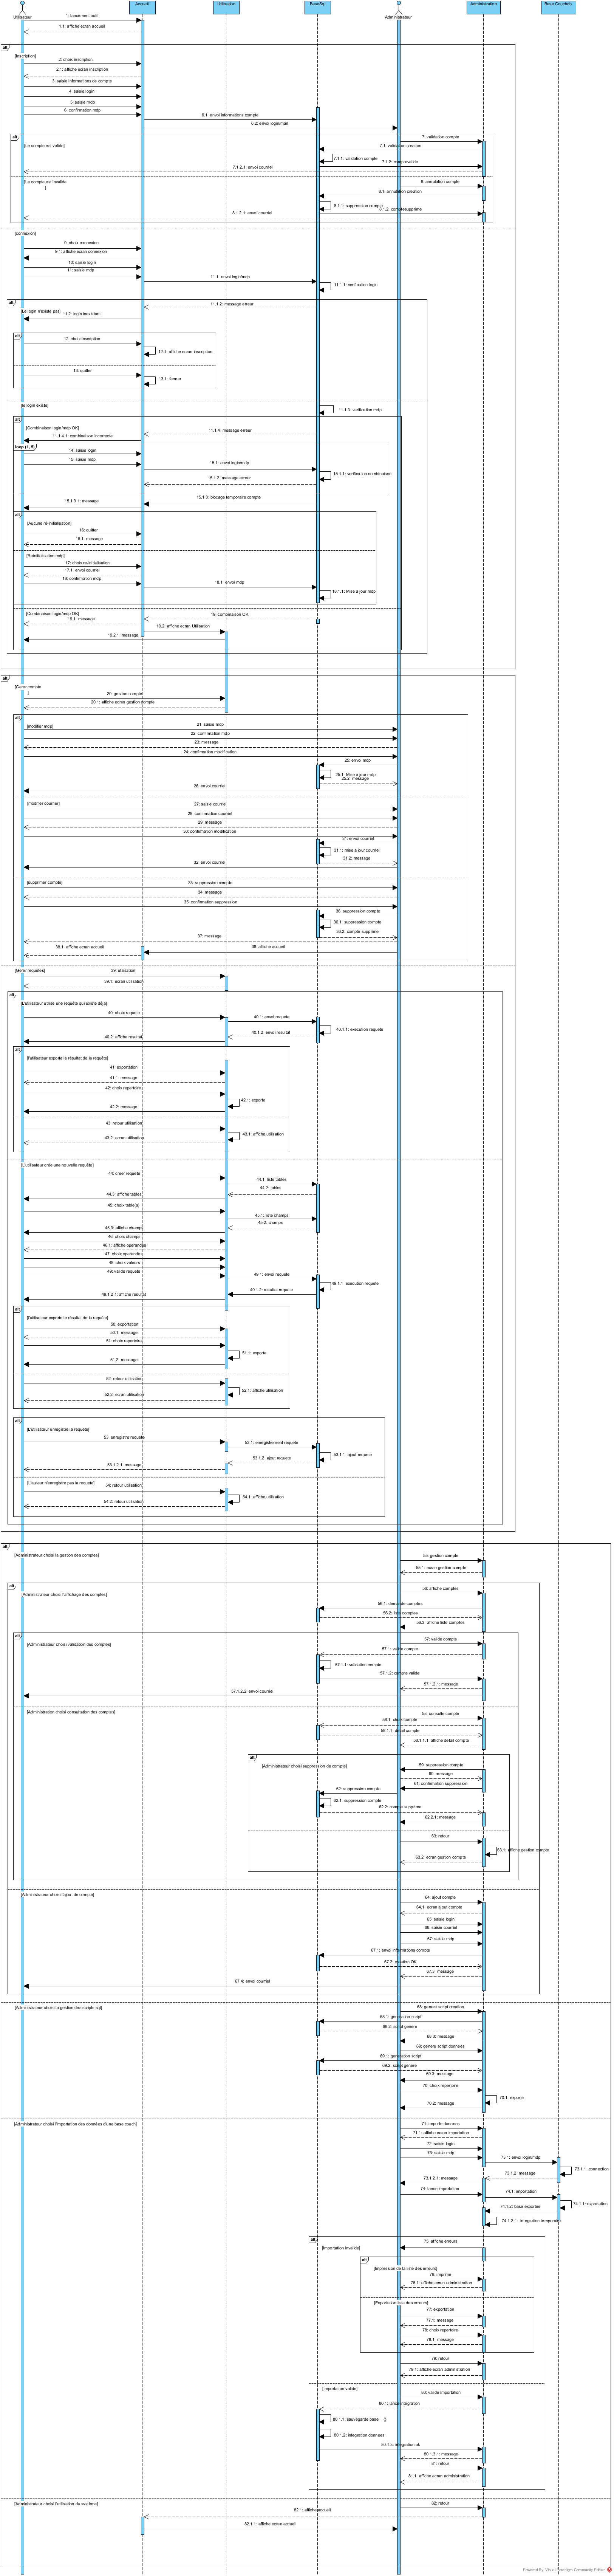 Utilisateur
Accueil
Utilisation
BaseSql
Administrateur
Administration
Base Couchdb
1: lancement outil
1.1: affiche ecran accueil
alt
[Inscription]
2: choix inscription
2.1: affiche ecran inscription
3: saisie informations de compte
4: saisie login
5: saisie mdp
6: confirmation mdp
6.1: envoi informations compte
6.2: envoi login/mail
alt
7: validation compte
[Le compte est valide]
7.1: validation creation
7.1.1: validation compte
7.1.2: comptevalide
7.1.2.1: envoi courriel
[Le compte est invalide
]
8: annulation compte
8.1: annulation creation
8.1.1: suppression compte
8.1.2: comptesupprime
8.1.2.1: envoi courriel
[connexion]
9: choix connexion
9.1: affiche ecran connexion
10: saisie login
11: saisie mdp
11.1: envoi login/mdp
11.1.1: verification login
alt
11.1.2: message erreur
[Le login n'existe pas]
11.2: login inexistant
alt
12: choix inscription
12.1: affiche ecran inscription
13: quitter
13.1: fermer
[le login existe]
11.1.3: verification mdp
alt
[Combinaison login/mdp OK]
11.1.4: message erreur
11.1.4.1: combinaison incorrecte
loop (1, 5)
14: saisie login
15: saisie mdp
15.1: envoi login/mdp
15.1.1: verification combinaison
15.1.2: message erreur
15.1.3: blocage temporaire compte
15.1.3.1: message
alt
[Aucune ré-initialisation]
16: quitter
16.1: message
[Réinitialisation mdp]
17: choix re-initialisation
17.1: envoi courriel
18: confirmation mdp
18.1: envoi mdp
18.1.1: Mise a jour mdp
[Combinaison login/mdp OK]
19: combinaison OK
19.1: message
19.2: affiche ecran Utilisation
19.2.1: message
alt
[Gerer compte
]
20: gestion compte
20.1: affiche ecran gestion compte
alt
[modifier mdp]
21: saisie mdp
22: confirmation mdp
23: message
24: confirmation modification
25: envoi mdp
25.1: Mise a jour mdp
25.2: message
26: envoi courriel
[modifier courrier]
27: saisie courriel
28: confirmation courriel
29: message
30: confirmation modification
31: envoi courriel
31.1: mise a jour courriel
31.2: message
32: envoi courriel
[supprimer compte]
33: suppression compte
34: message
35: confirmation suppression
36: suppression compte
36.1: suppression compte
36.2: compte supprime
37: message
38: affiche accueil
38.1: affiche ecran accueil
[Gerer requêtes]
39: utilisation
39.1: ecran utilisation
alt
[L'utilisateur utilise une requête qui existe déjà]
40: choix requete
40.1: envoi requete
40.1.1: execution requete
40.1.2: envoi resultat
40.2: affiche resultat
alt
[l'utilisateur exporte le résultat de la requête]
41: exportation
41.1: message
42: choix repertoire
42.1: exporte
42.2: message
43: retour utilisation
43.1: affiche utilisation
43.2: ecran utilisation
[L'utilisateur crée une nouvelle requête]
44: creer requete
44.1: liste tables
44.2: tables
44.3: affiche tables
45: choix table(s)
45.1: liste champs
45.2: champs
45.3: affiche champs
46: choix champs
46.1: affiche operandes
47: choix operandes
48: choix valeurs
49: valide requete
49.1: envoi requete
49.1.1: execution requete
49.1.2: resultat requete
49.1.2.1: affiche resultat
alt
[l'utilisateur exporte le résultat de la requête]
50: exportation
50.1: message
51: choix repertoire
51.1: exporte
51.2: message
52: retour utilisation
52.1: affiche utilisation
52.2: ecran utilisation
alt
[L'utilisateur enregistre la requete]
53: enregistre requete
53.1: enregistrement requete
53.1.1: ajout requete
53.1.2: ajout requete
53.1.2.1: message
[L'auteur n'enregistre pas la requete]
54: retour utilisation
54.1: affiche utilisation
54.2: retour utilisation
alt
[Administrateur choisi la gestion des comptes]
55: gestion compte
55.1: ecran gestion compte
alt
[Administrateur choisi l'affichage des comptes]
56: affiche comptes
56.1: demande comptes
56.2: liste comptes
56.3: affiche liste comptes
alt
[Administrateur choisi validation des comptes]
57: valide compte
57.1: valide compte
57.1.1: validation compte
57.1.2: compte valide
57.1.2.1: message
57.1.2.2: envoi courriel
[Administration choisi consultation des comptes]
58: consulte compte
58.1: choix compte
58.1.1: detail compte
58.1.1.1: affiche detail compte
alt
[Administrateur choisi suppression de compte]
59: suppression compte
60: message
61: confirmation suppression
62: suppression compte
62.1: suppression compte
62.2: compte supprime
62.2.1: message
63: retour
63.1: affiche gestion compte
63.2: ecran gestion compte
[Administrateur choisi l'ajout de compte]
64: ajout compte
64.1: ecran ajout compte
65: saisie login
66: saisie courriel
67: saisie mdp
67.1: envoi informations compte
67.2: creation OK
67.3: message
67.4: envoi courriel
[Administrateur choisi la gestion des scripts sql]
68: genere script creation
68.1: generation script
68.2: script genere
68.3: message
69: genere script donnees
69.1: generation script
69.2: script genere
69.3: message
70: choix repertoire
70.1: exporte
70.2: message
[Administrateur choisi l'importation des données d'une base couch]
71: importe donnees
71.1: affiche ecran importation
72: saisie login
73: saisie mdp
73.1: envoi login/mdp
73.1.1: connection
73.1.2: message
73.1.2.1: message
74: lance importation
74.1: importation
74.1.1: exportation
74.1.2: base exportee
74.1.2.1: integration temporaire
alt
75: affiche erreurs
[Importation invalide]
alt
[Impression de la liste des erreurs]
76: imprime
76.1: affiche ecran administration
[Exportation liste des erreurs]
77: exportation
77.1: message
78: choix repertoire
78.1: message
79: retour
79.1: affiche ecran administration
[Importation valide]
80: valide importation
80.1: lance integration
80.1.1: sauvegarde base ()
80.1.2: integration donnees
80.1.3: integration ok
80.1.3.1: message
81: retour
81.1: affiche ecran administration
[Administrateur choisi l'utilisation du système]
82: retour
82.1: affiche accueil
82.1.1: affiche ecran accueil
Powered By Visual Paradigm Community Edition